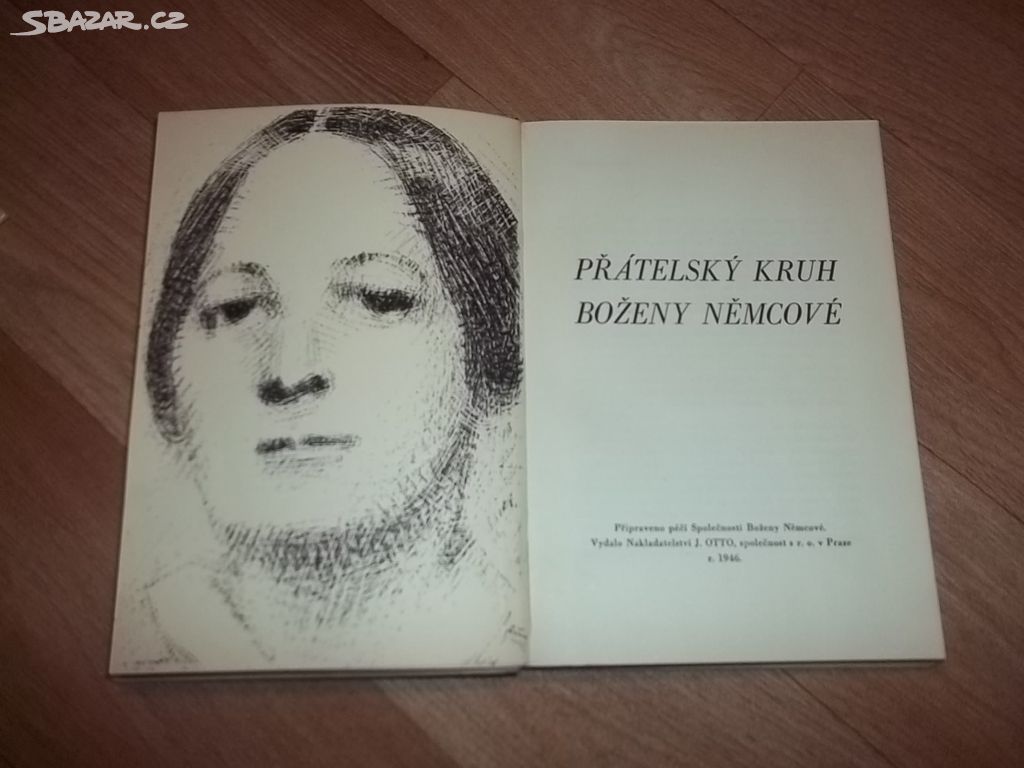 SBAZAR.CZ
PŘÁTELSKÝ KRUH
BOŽENY NĚMCOVÉ
Připraveno péčí Společnosti Boženy Němcové.
Vydalo Nakladatelství J. OTTO, společnost s r. o. v Praze
r. 1946.